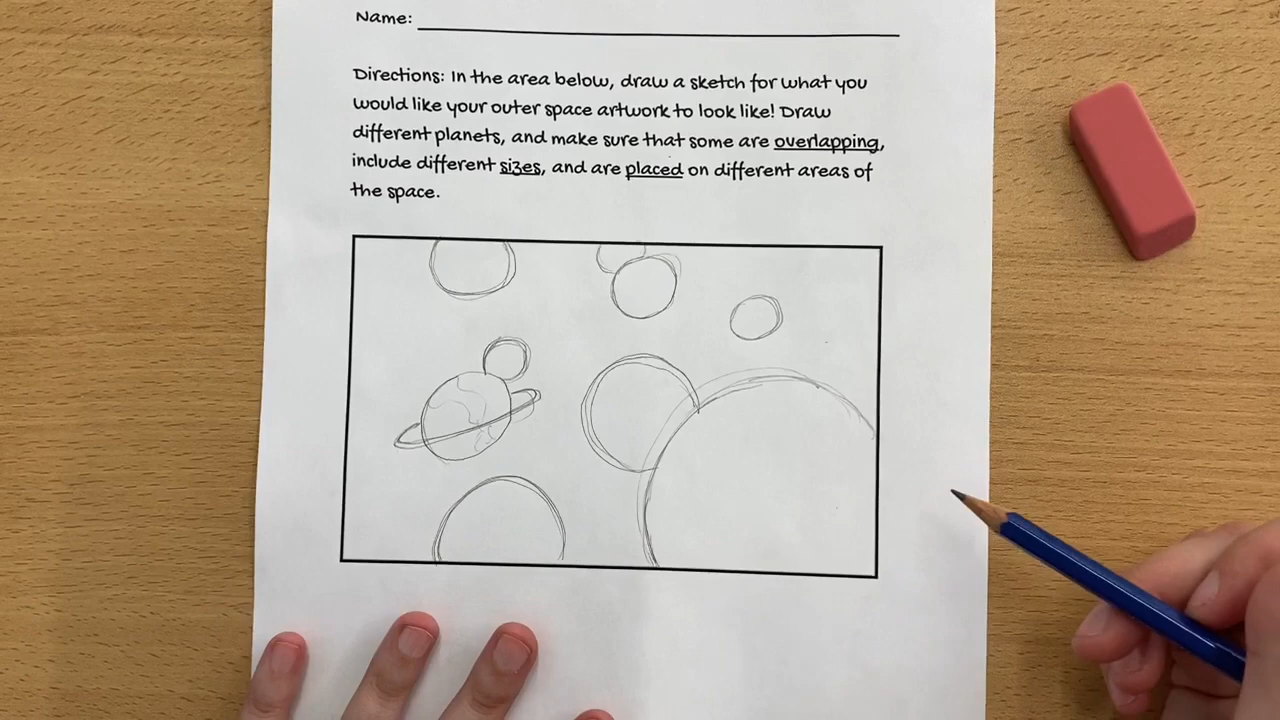 Name:
Directions: In the area below, draw a sketch for what you
would like your outer space artwork to look like! Draw
different planets, and make sure that some are overlapping,
include different sizes, and are placed on different areas of
the space.